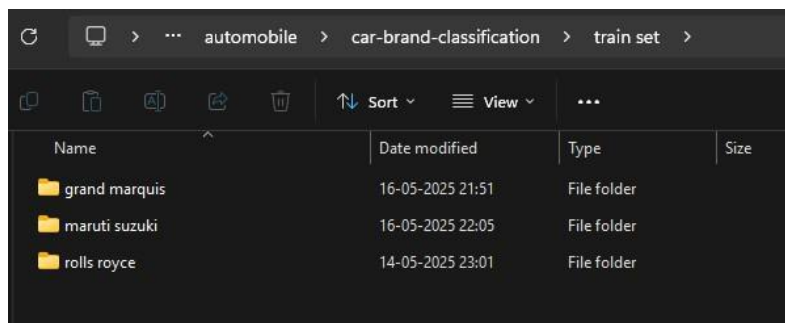 automobile > car-brand-classification > train set >
Sort View
Name Date modified Type Size
grand marquis 16-05-2025 21:51 File folder
maruti suzuki 16-05-2025 22:05 File folder
rolls royce 14-05-2025 23:01 File folder